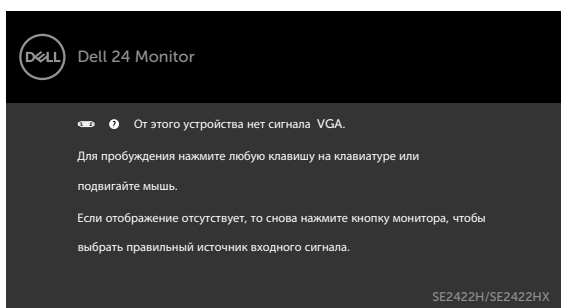 DELL Dell 24 Monitor
От этого устройства нет сигнала VGA.
Для пробуждения нажмите любую клавишу на клавиатуре или
подвигайте мышь.
Если отображение отсутствует, то снова нажмите кнопку монитора, чтобы
выбрать правильный источник входного сигнала.
SE2422H/SE2422HX